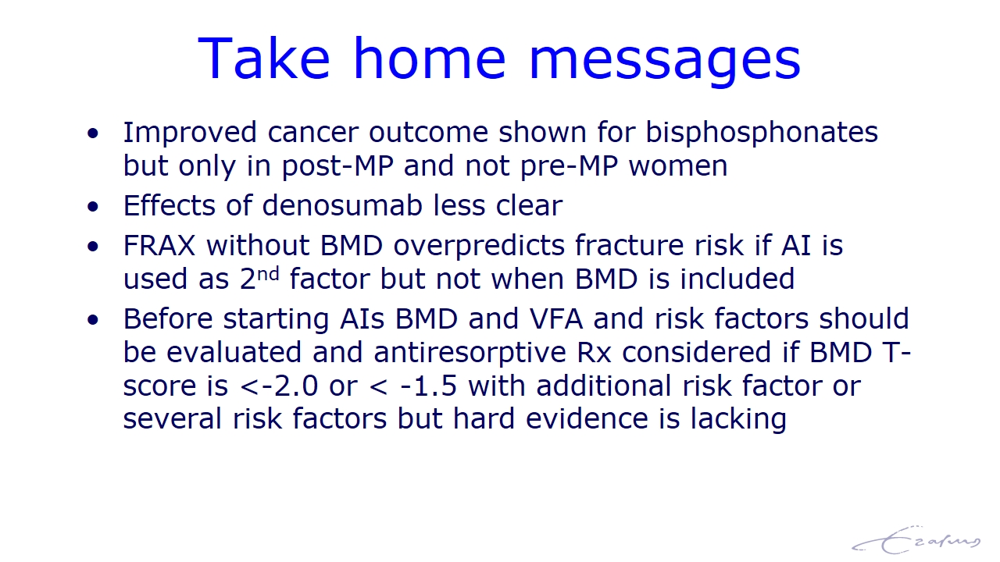 Take home messages
• Improved cancer outcome shown for bisphosphonates
but only in post-MP and not pre-MP women
• Effects of denosumab less clear
• FRAX without BMD overpredicts fracture risk if AI is
used as 2nd factor but not when BMD is included
• Before starting AIs BMD and VFA and risk factors should
be evaluated and antiresorptive Rx considered if BMD T-
score is <-2.0 or < -1.5 with additional risk factor or
several risk factors but hard evidence is lacking
Erasmus